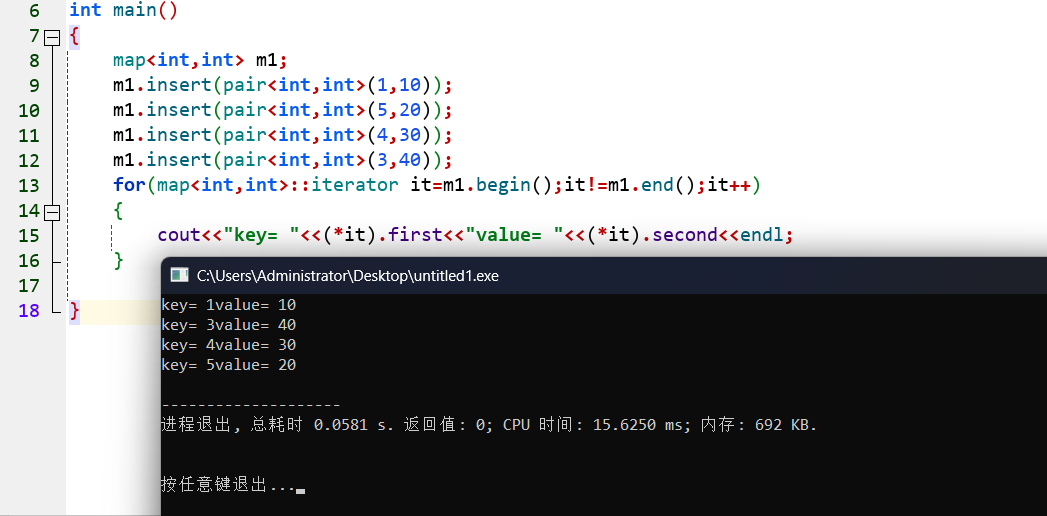 6 int main()
7 {
8 map<int,int> m1;
9 m1.insert(pair<int,int>(1,10));
10 m1.insert(pair<int,int>(5,20));
11 m1.insert(pair<int,int>(4,30));
12 m1.insert(pair<int,int>(3,40));
13 for(map<int,int>::iterator it=m1.begin();it!=m1.end();it++)
14 {
15 cout<<"key= "<<(*it).first<<"value= "<<(*it).second<<endl;
16 }
17
18 }
C:\Users\Administrator\Desktop\untitled1.exe
key= 1value= 10
key= 3value= 40
key= 4value= 30
key= 5value= 20
--------------------
进程退出, 总耗时 0.0581 s. 返回值: 0; CPU 时间: 15.6250 ms; 内存: 692 KB.
按任意键退出...